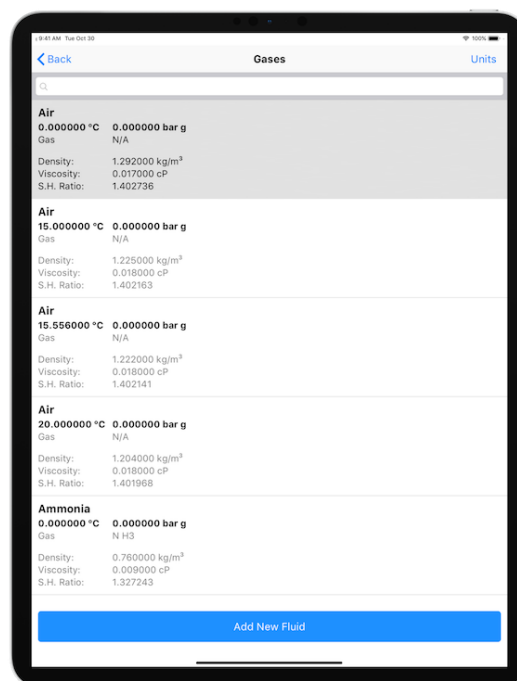 9:41 AM Tue Oct 30 100%
Back Gases Units
Air
0.000000 °C 0.000000 bar g
Gas N/A
Density: 1.292000 kg/m³
Viscosity: 0.017000 cP
S.H. Ratio: 1.402736
Air
15.000000 °C 0.000000 bar g
Gas N/A
Density: 1.225000 kg/m³
Viscosity: 0.018000 cP
S.H. Ratio: 1.402163
Air
15.556000 °C 0.000000 bar g
Gas N/A
Density: 1.222000 kg/m³
Viscosity: 0.018000 cP
S.H. Ratio: 1.402141
Air
20.000000 °C 0.000000 bar g
Gas N/A
Density: 1.204000 kg/m³
Viscosity: 0.018000 cP
S.H. Ratio: 1.401968
Ammonia
0.000000 °C 0.000000 bar g
Gas N H3
Density: 0.760000 kg/m³
Viscosity: 0.009000 cP
S.H. Ratio: 1.327243
Add New Fluid